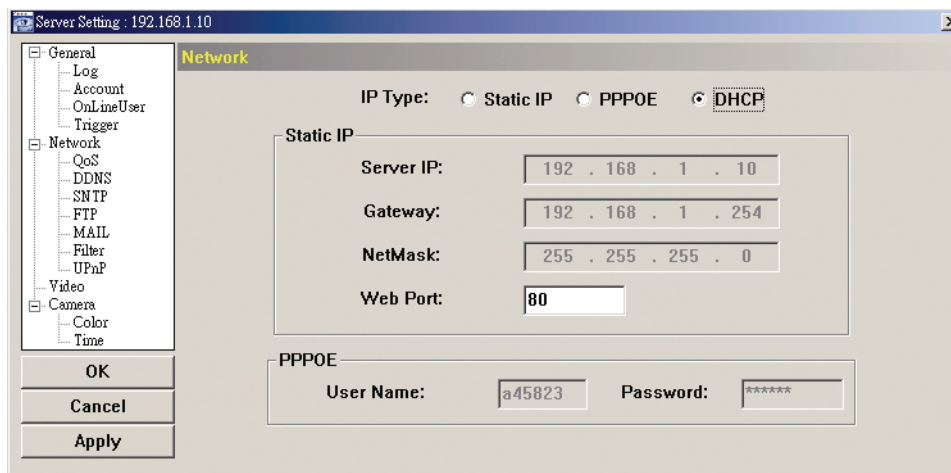 Server Setting : 192.168.1.10
General
Log
Account
OnLineUser
Trigger
Network
QoS
DDNS
SNTP
FTP
MAIL
Filter
UPnP
Video
Camera
Color
Time
OK
Cancel
Apply
Network
IP Type: Static IP PPPOE DHCP
Static IP
Server IP: 192 . 168 . 1 . 10
Gateway: 192 . 168 . 1 . 254
NetMask: 255 . 255 . 255 . 0
Web Port: 80
PPPOE
User Name: a45823 Password: ******